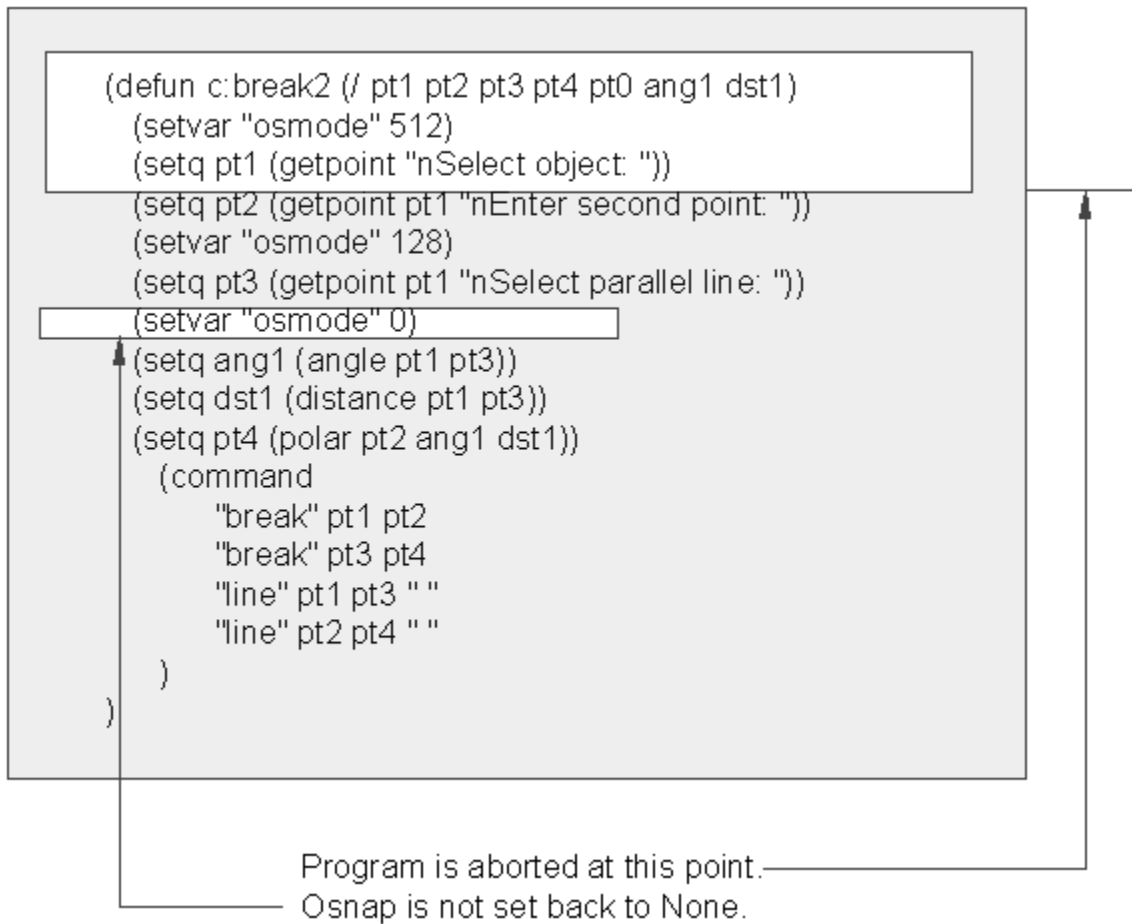 (defun c:break2 (/ pt1 pt2 pt3 pt4 pt0 ang1 dst1)
(setvar "osmode" 512)
(setq pt1 (getpoint "nSelect object: "))
(setq pt2 (getpoint pt1 "nEnter second point: "))
(setvar "osmode" 128)
(setq pt3 (getpoint pt1 "nSelect parallel line: "))
(setvar "osmode" 0)
(setq ang1 (angle pt1 pt3))
(setq dst1 (distance pt1 pt3))
(setq pt4 (polar pt2 ang1 dst1))
(command
"break" pt1 pt2
"break" pt3 pt4
"line" pt1 pt3 " "
"line" pt2 pt4 " "
)
)
Program is aborted at this point.
Osnap is not set back to None.